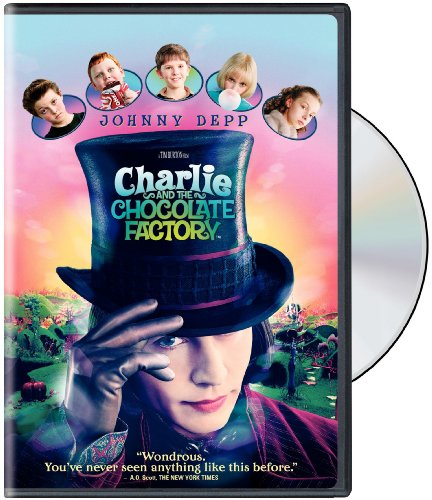 JOHNNY DEPP
A TIM BURTON FILM
Charlie
AND THE
CHOCOLATE
FACTORY
"Wondrous.
You've never seen anything like this before."
– A.O. Scott, THE NEW YORK TIMES